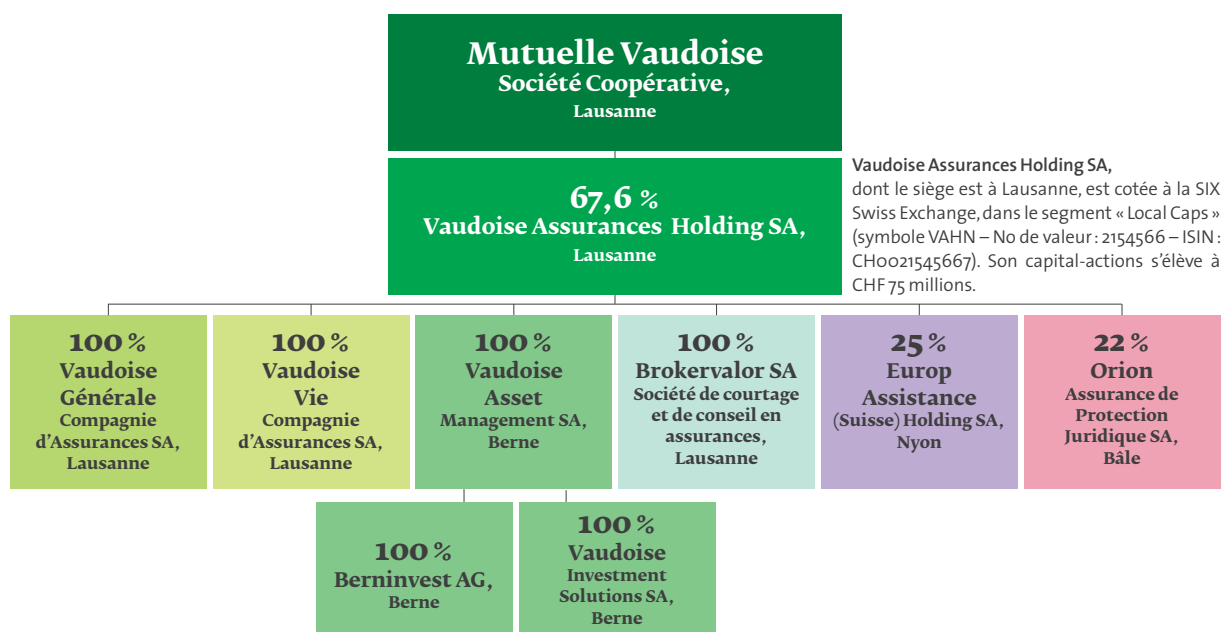 Mutuelle Vaudoise
Société Coopérative,
Lausanne
67,6 %
Vaudoise Assurances Holding SA,
Lausanne
Vaudoise Assurances Holding SA,
dont le siège est à Lausanne, est cotée à la SIX
Swiss Exchange, dans le segment « Local Caps »
(symbole VAHN – No de valeur : 2154566 – ISIN :
CH0021545667). Son capital-actions s'élève à
CHF 75 millions.
100 %
Vaudoise
Générale
Compagnie
d'Assurances SA,
Lausanne
100 %
Vaudoise
Vie
Compagnie
d'Assurances SA,
Lausanne
100 %
Vaudoise
Asset
Management SA,
Berne
100 %
Brokervalor SA
Société de courtage
et de conseil en
assurances,
Lausanne
25 %
Europ
Assistance
(Suisse) Holding SA,
Nyon
22 %
Orion
Assurance de
Protection
Juridique SA,
Bâle
100 %
Berninvest AG,
Berne
100 %
Vaudoise
Investment
Solutions SA,
Berne